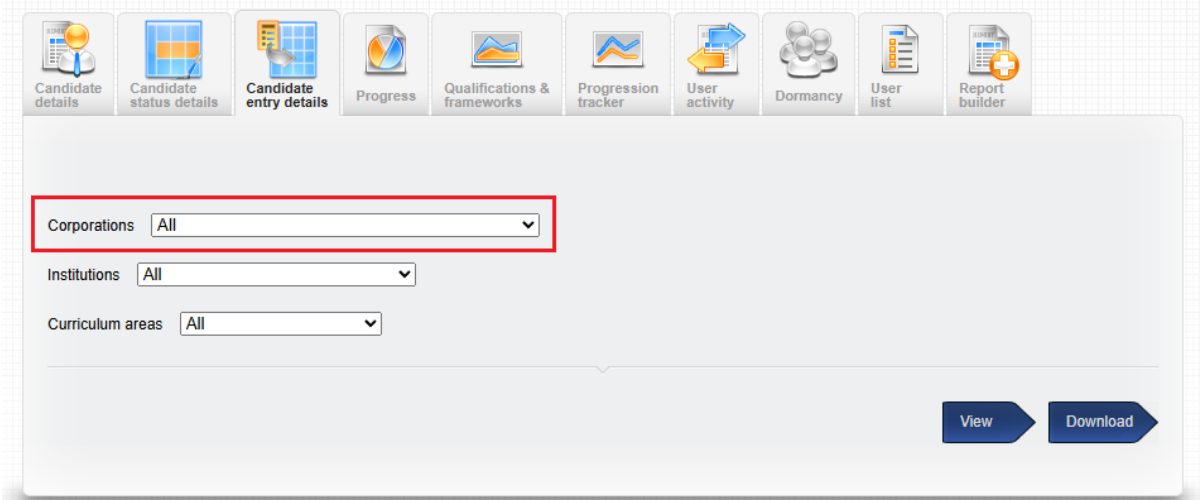 Candidate
details
Candidate
status details
Candidate
entry details
Progress
Qualifications &
frameworks
Progression
tracker
User
activity
Dormancy
User
list
Report
builder
Corporations All
Institutions All
Curriculum areas All
View Download